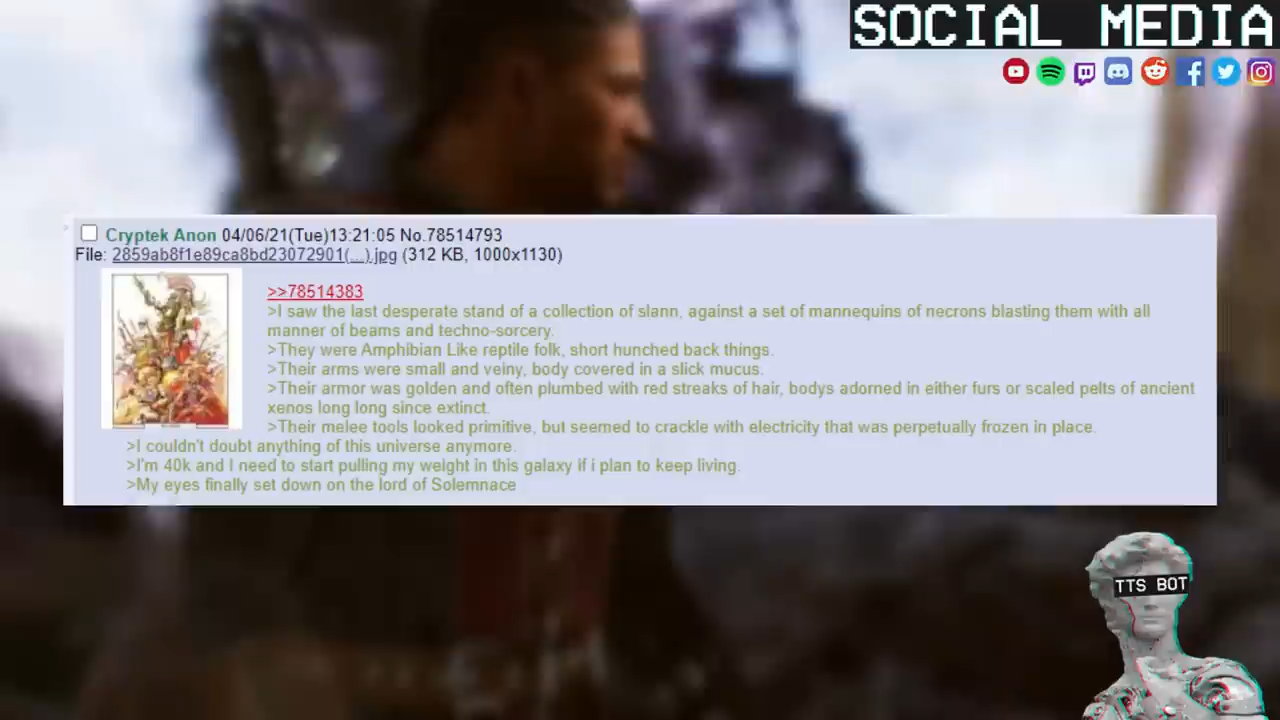 SOCIAL MEDIA
Cryptek Anon 04/06/21(Tue)13:21:05 No.78514793
File: 2859ab8f1e89ca8bd23072901(...).jpg (312 KB, 1000x1130)
>>78514383
>I saw the last desperate stand of a collection of slann, against a set of mannequins of necrons blasting them with all
manner of beams and techno-sorcery.
>They were Amphibian Like reptile folk, short hunched back things.
>Their arms were small and veiny, body covered in a slick mucus.
>Their armor was golden and often plumbed with red streaks of hair, bodys adorned in either furs or scaled pelts of ancient
xenos long long since extinct.
>Their melee tools looked primitive, but seemed to crackle with electricity that was perpetually frozen in place.
>I couldn't doubt anything of this universe anymore.
>I'm 40k and I need to start pulling my weight in this galaxy if i plan to keep living.
>My eyes finally set down on the lord of Solemnace
TTS BOT